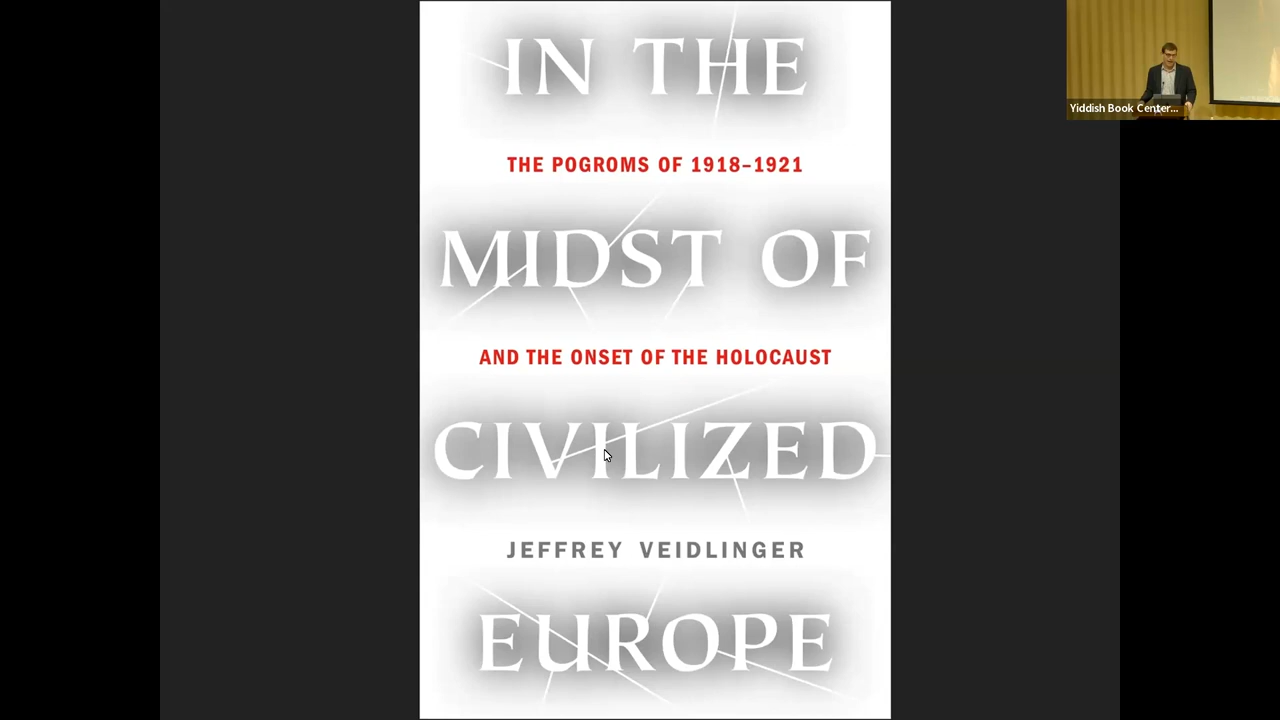 IN THE
THE POGROMS OF 1918–1921
MIDST OF
AND THE ONSET OF THE HOLOCAUST
CIVILIZED
JEFFREY VEIDLINGER
EUROPE
Yiddish Book Center...